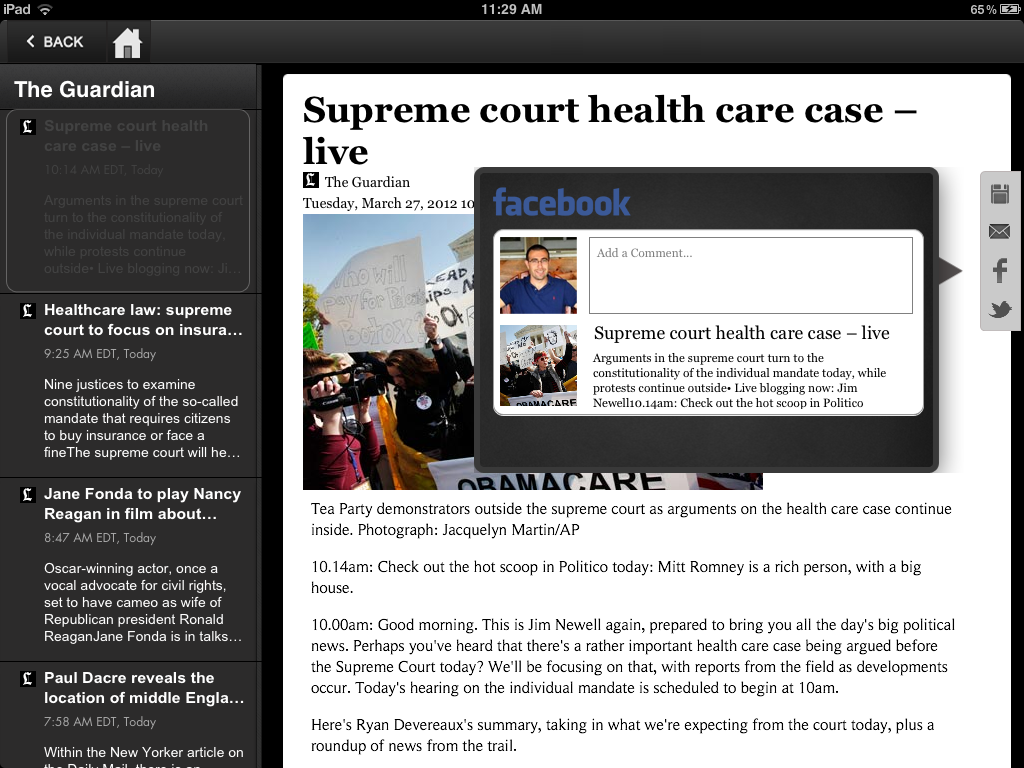 iPad 11:29 AM 65%
BACK
The Guardian
Supreme court health
care case – live
10:14 AM EDT, Today
Arguments in the supreme court
turn to the constitutionality of
the individual mandate today,
while protests continue
outside• Live blogging now: Ji...
Healthcare law: supreme
court to focus on insura...
9:25 AM EDT, Today
Nine justices to examine
constitutionality of the so-called
mandate that requires citizens
to buy insurance or face a
fineThe supreme court will he...
Jane Fonda to play Nancy
Reagan in film about...
8:47 AM EDT, Today
Oscar-winning actor, once a
vocal advocate for civil rights,
set to have cameo as wife of
Republican president Ronald
ReaganJane Fonda is in talks...
Paul Dacre reveals the
location of middle Engla...
7:58 AM EDT, Today
Within the New Yorker article on
the Daily Mail, there is an
Supreme court health care case –
live
The Guardian
Tuesday, March 27, 2012 10
who will
pay for
Botox
OBAMACARE
facebook
Add a Comment...
Supreme court health care case – live
Arguments in the supreme court turn to the
constitutionality of the individual mandate today, while
protests continue outside• Live blogging now: Jim
Newell10.14am: Check out the hot scoop in Politico
OBAMACARE
Tea Party demonstrators outside the supreme court as arguments on the health care case continue
inside. Photograph: Jacquelyn Martin/AP
10.14am: Check out the hot scoop in Politico today: Mitt Romney is a rich person, with a big
house.
10.00am: Good morning. This is Jim Newell again, prepared to bring you all the day's big political
news. Perhaps you've heard that there's a rather important health care case being argued before
the Supreme Court today? We'll be focusing on that, with reports from the field as developments
occur. Today's hearing on the individual mandate is scheduled to begin at 10am.
Here's Ryan Devereaux's summary, taking in what we're expecting from the court today, plus a
roundup of news from the trail.